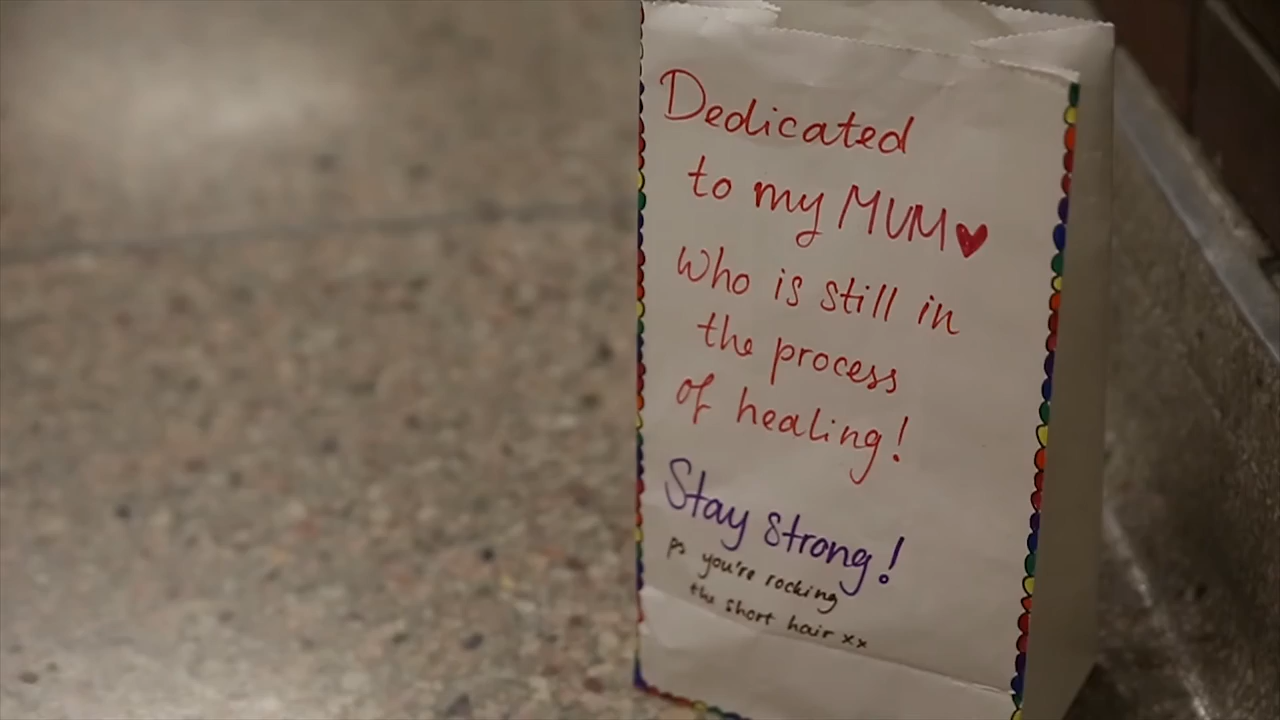 Dedicated
to my MUM♥
Who is still in
the process
of healing!
Stay Strong!
ps you're rocking
the short hair xx